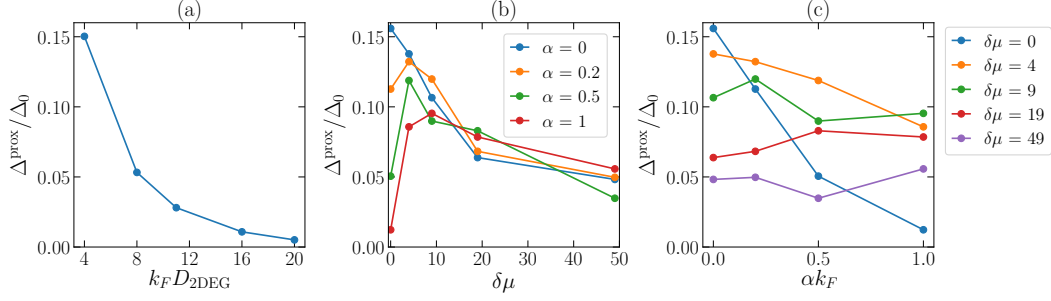 (a)
0.15
0.10
0.05
0.00
Δ^prox/Δ_0
4 8 12 16 20
k_F D_2DEG
(b)
0.15
0.10
0.05
0.00
Δ^prox/Δ_0
α = 0
α = 0.2
α = 0.5
α = 1
0 10 20 30 40 50
δμ
(c)
0.15
0.10
0.05
0.00
Δ^prox/Δ_0
0.0 0.5 1.0
αk_F
δμ = 0
δμ = 4
δμ = 9
δμ = 19
δμ = 49